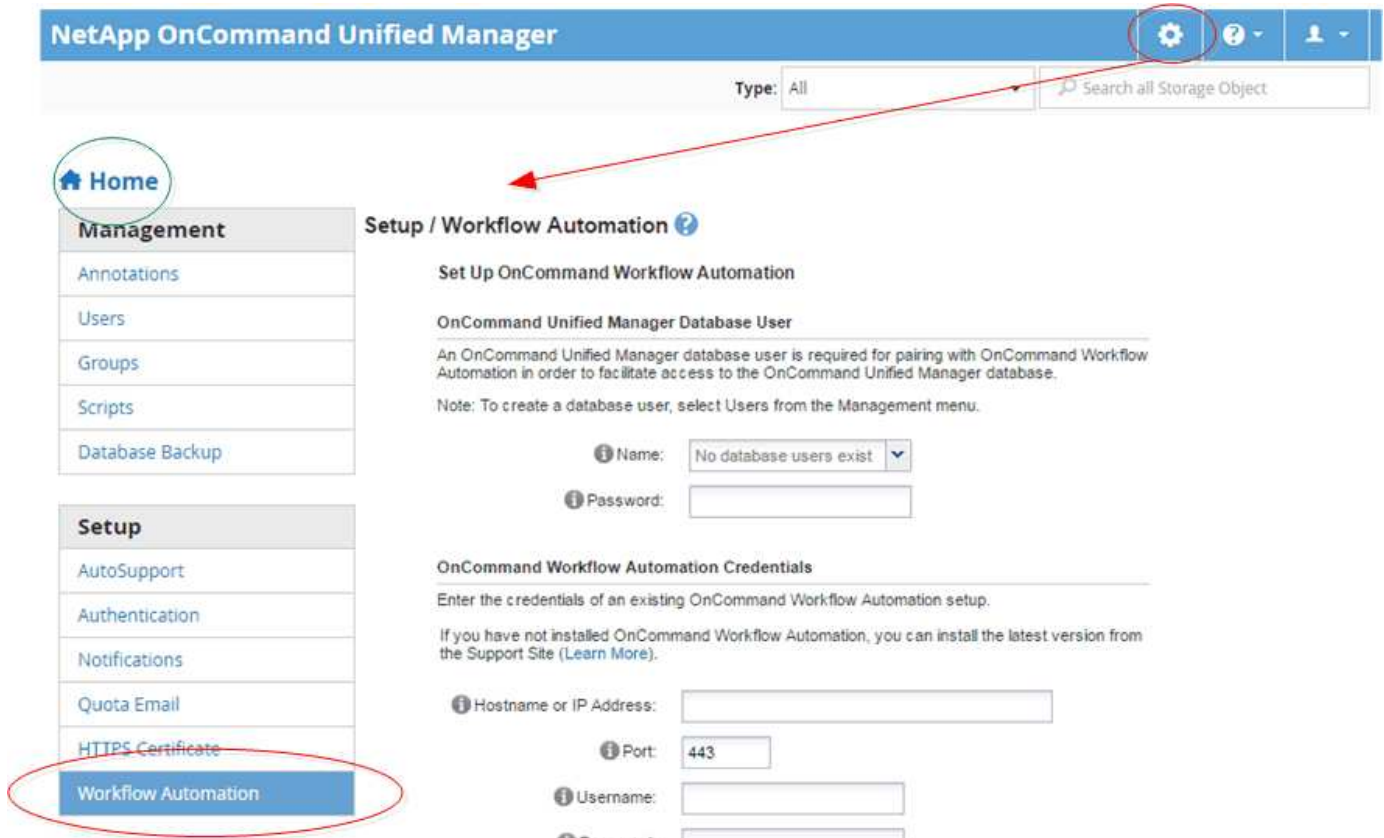 NetApp OnCommand Unified Manager
Type: All
Search all Storage Object
Home
Management
Annotations
Users
Groups
Scripts
Database Backup
Setup
AutoSupport
Authentication
Notifications
Quota Email
HTTPS Certificate
Workflow Automation
Setup / Workflow Automation
Set Up OnCommand Workflow Automation
OnCommand Unified Manager Database User
An OnCommand Unified Manager database user is required for pairing with OnCommand Workflow
Automation in order to facilitate access to the OnCommand Unified Manager database.
Note: To create a database user, select Users from the Management menu.
Name: No database users exist
Password:
OnCommand Workflow Automation Credentials
Enter the credentials of an existing OnCommand Workflow Automation setup.
If you have not installed OnCommand Workflow Automation, you can install the latest version from
the Support Site (Learn More).
Hostname or IP Address:
Port: 443
Username: